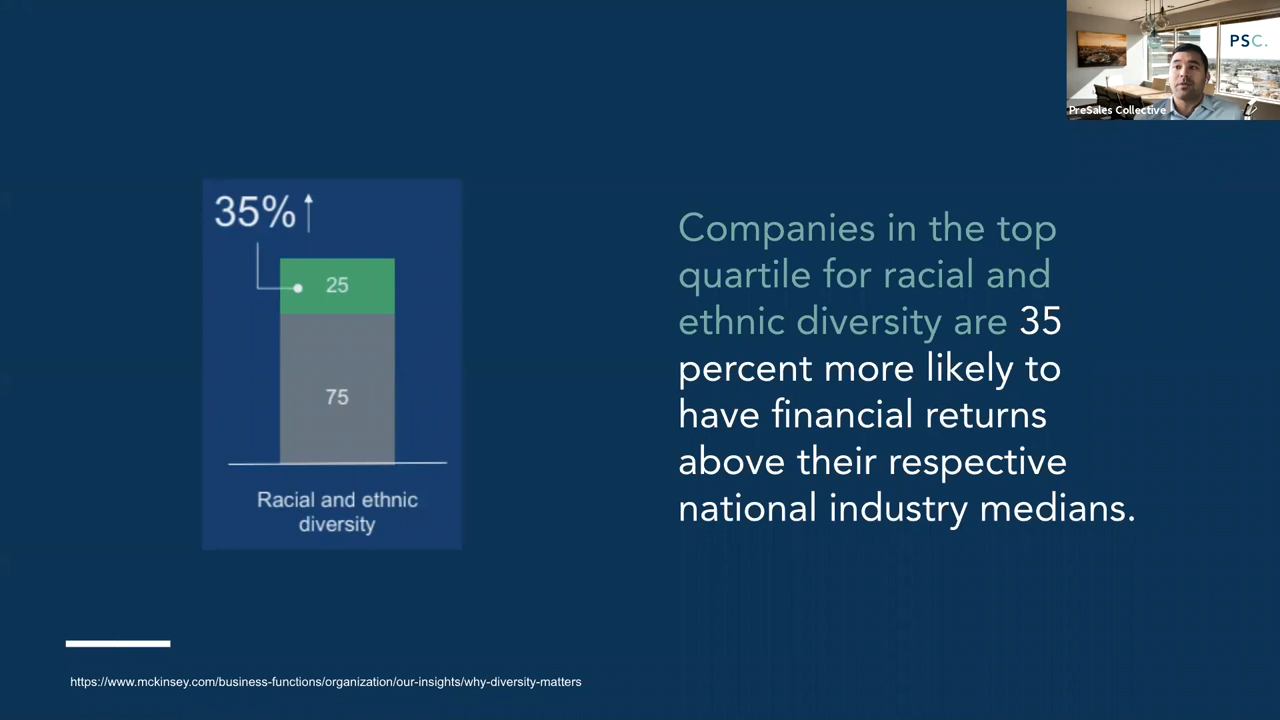 PSC.
PreSales Collective
35%
25
75
Racial and ethnic
diversity
Companies in the top
quartile for racial and
ethnic diversity are 35
percent more likely to
have financial returns
above their respective
national industry medians.
https://www.mckinsey.com/business-functions/organization/our-insights/why-diversity-matters